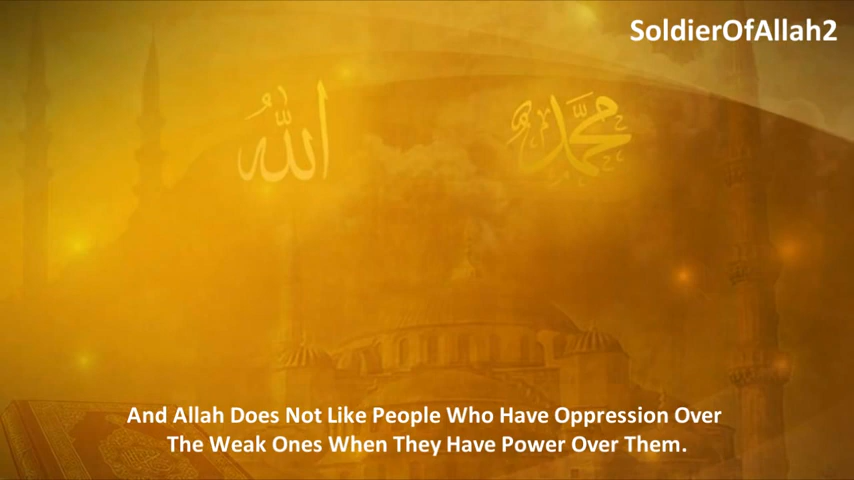 SoldierOfAllah2
الله
محمد
And Allah Does Not Like People Who Have Oppression Over
The Weak Ones When They Have Power Over Them.